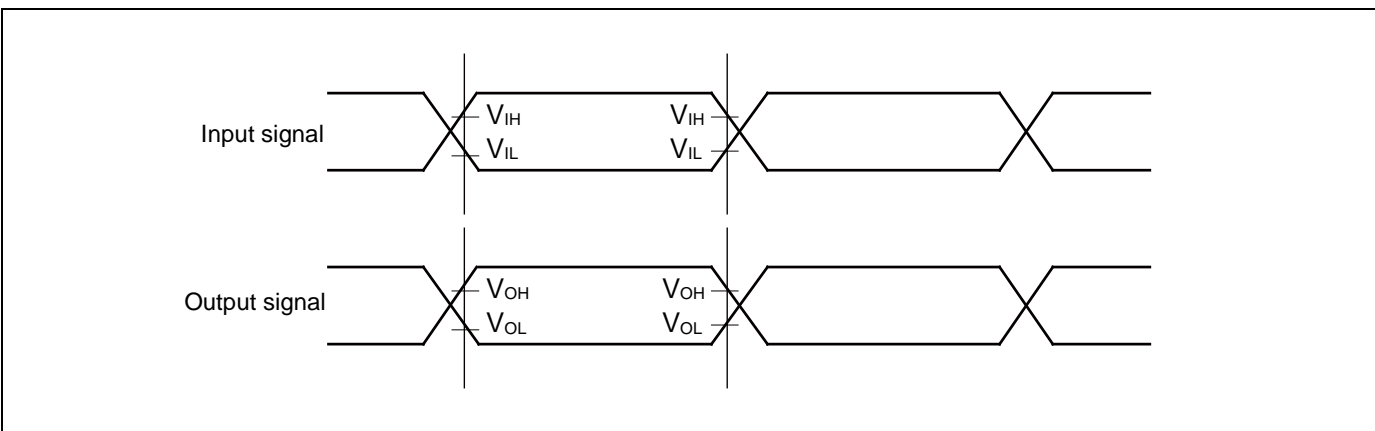 Input signal
VIH
VIH
VIL
VIL
Output signal
VOH
VOH
VOL
VOL